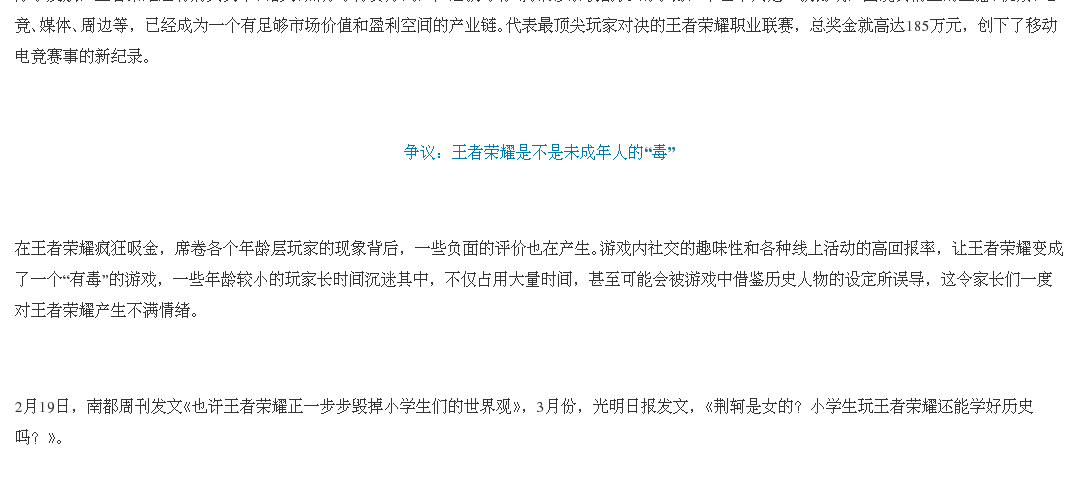 竞、媒体、周边等，已经成为一个有足够市场价值和盈利空间的产业链。代表最顶尖玩家对决的王者荣耀职业联赛，总奖金就高达185万元，创下了移动
电竞赛事的新纪录。
争议：王者荣耀是不是未成年人的“毒”
在王者荣耀疯狂吸金，席卷各个年龄层玩家的现象背后，一些负面的评价也在产生。游戏内社交的趣味性和各种线上活动的高回报率，让王者荣耀变成
了一个“有毒”的游戏，一些年龄较小的玩家长时间沉迷其中，不仅占用大量时间，甚至可能会被游戏中借鉴历史人物的设定所误导，这令家长们一度
对王者荣耀产生不满情绪。
2月19日，南都周刊发文《也许王者荣耀正一步步毁掉小学生们的世界观》，3月份，光明日报发文，《荆轲是女的？小学生玩王者荣耀还能学好历史
吗？》。